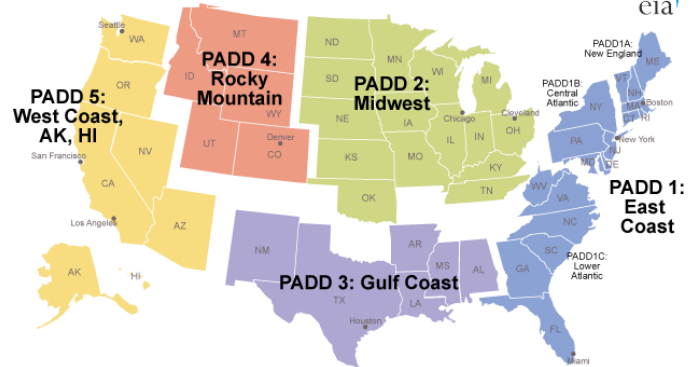 eia
Seattle
WA
OR
PADD 5:
West Coast,
AK, HI
San Francisco
NV
CA
Los Angeles
AZ
AK
HI
MT
PADD 4:
Rocky
Mountain
ID
WY
UT
Denver
CO
ND
MN
SD
WI
MI
PADD 2:
Midwest
NE
IA
Chicago
Cleveland
IL
IN
OH
KS
MO
KY
OK
TN
NM
AR
MS
AL
PADD 3: Gulf Coast
TX
LA
Houston
PADD1A:
New England
ME
VT
NH
MA
Boston
CT
RI
PADD1B:
Central
Atlantic
NY
New York
PA
NJ
MD
DE
PADD 1:
East
Coast
WV
VA
NC
SC
PADD1C:
Lower
Atlantic
GA
FL
Miami